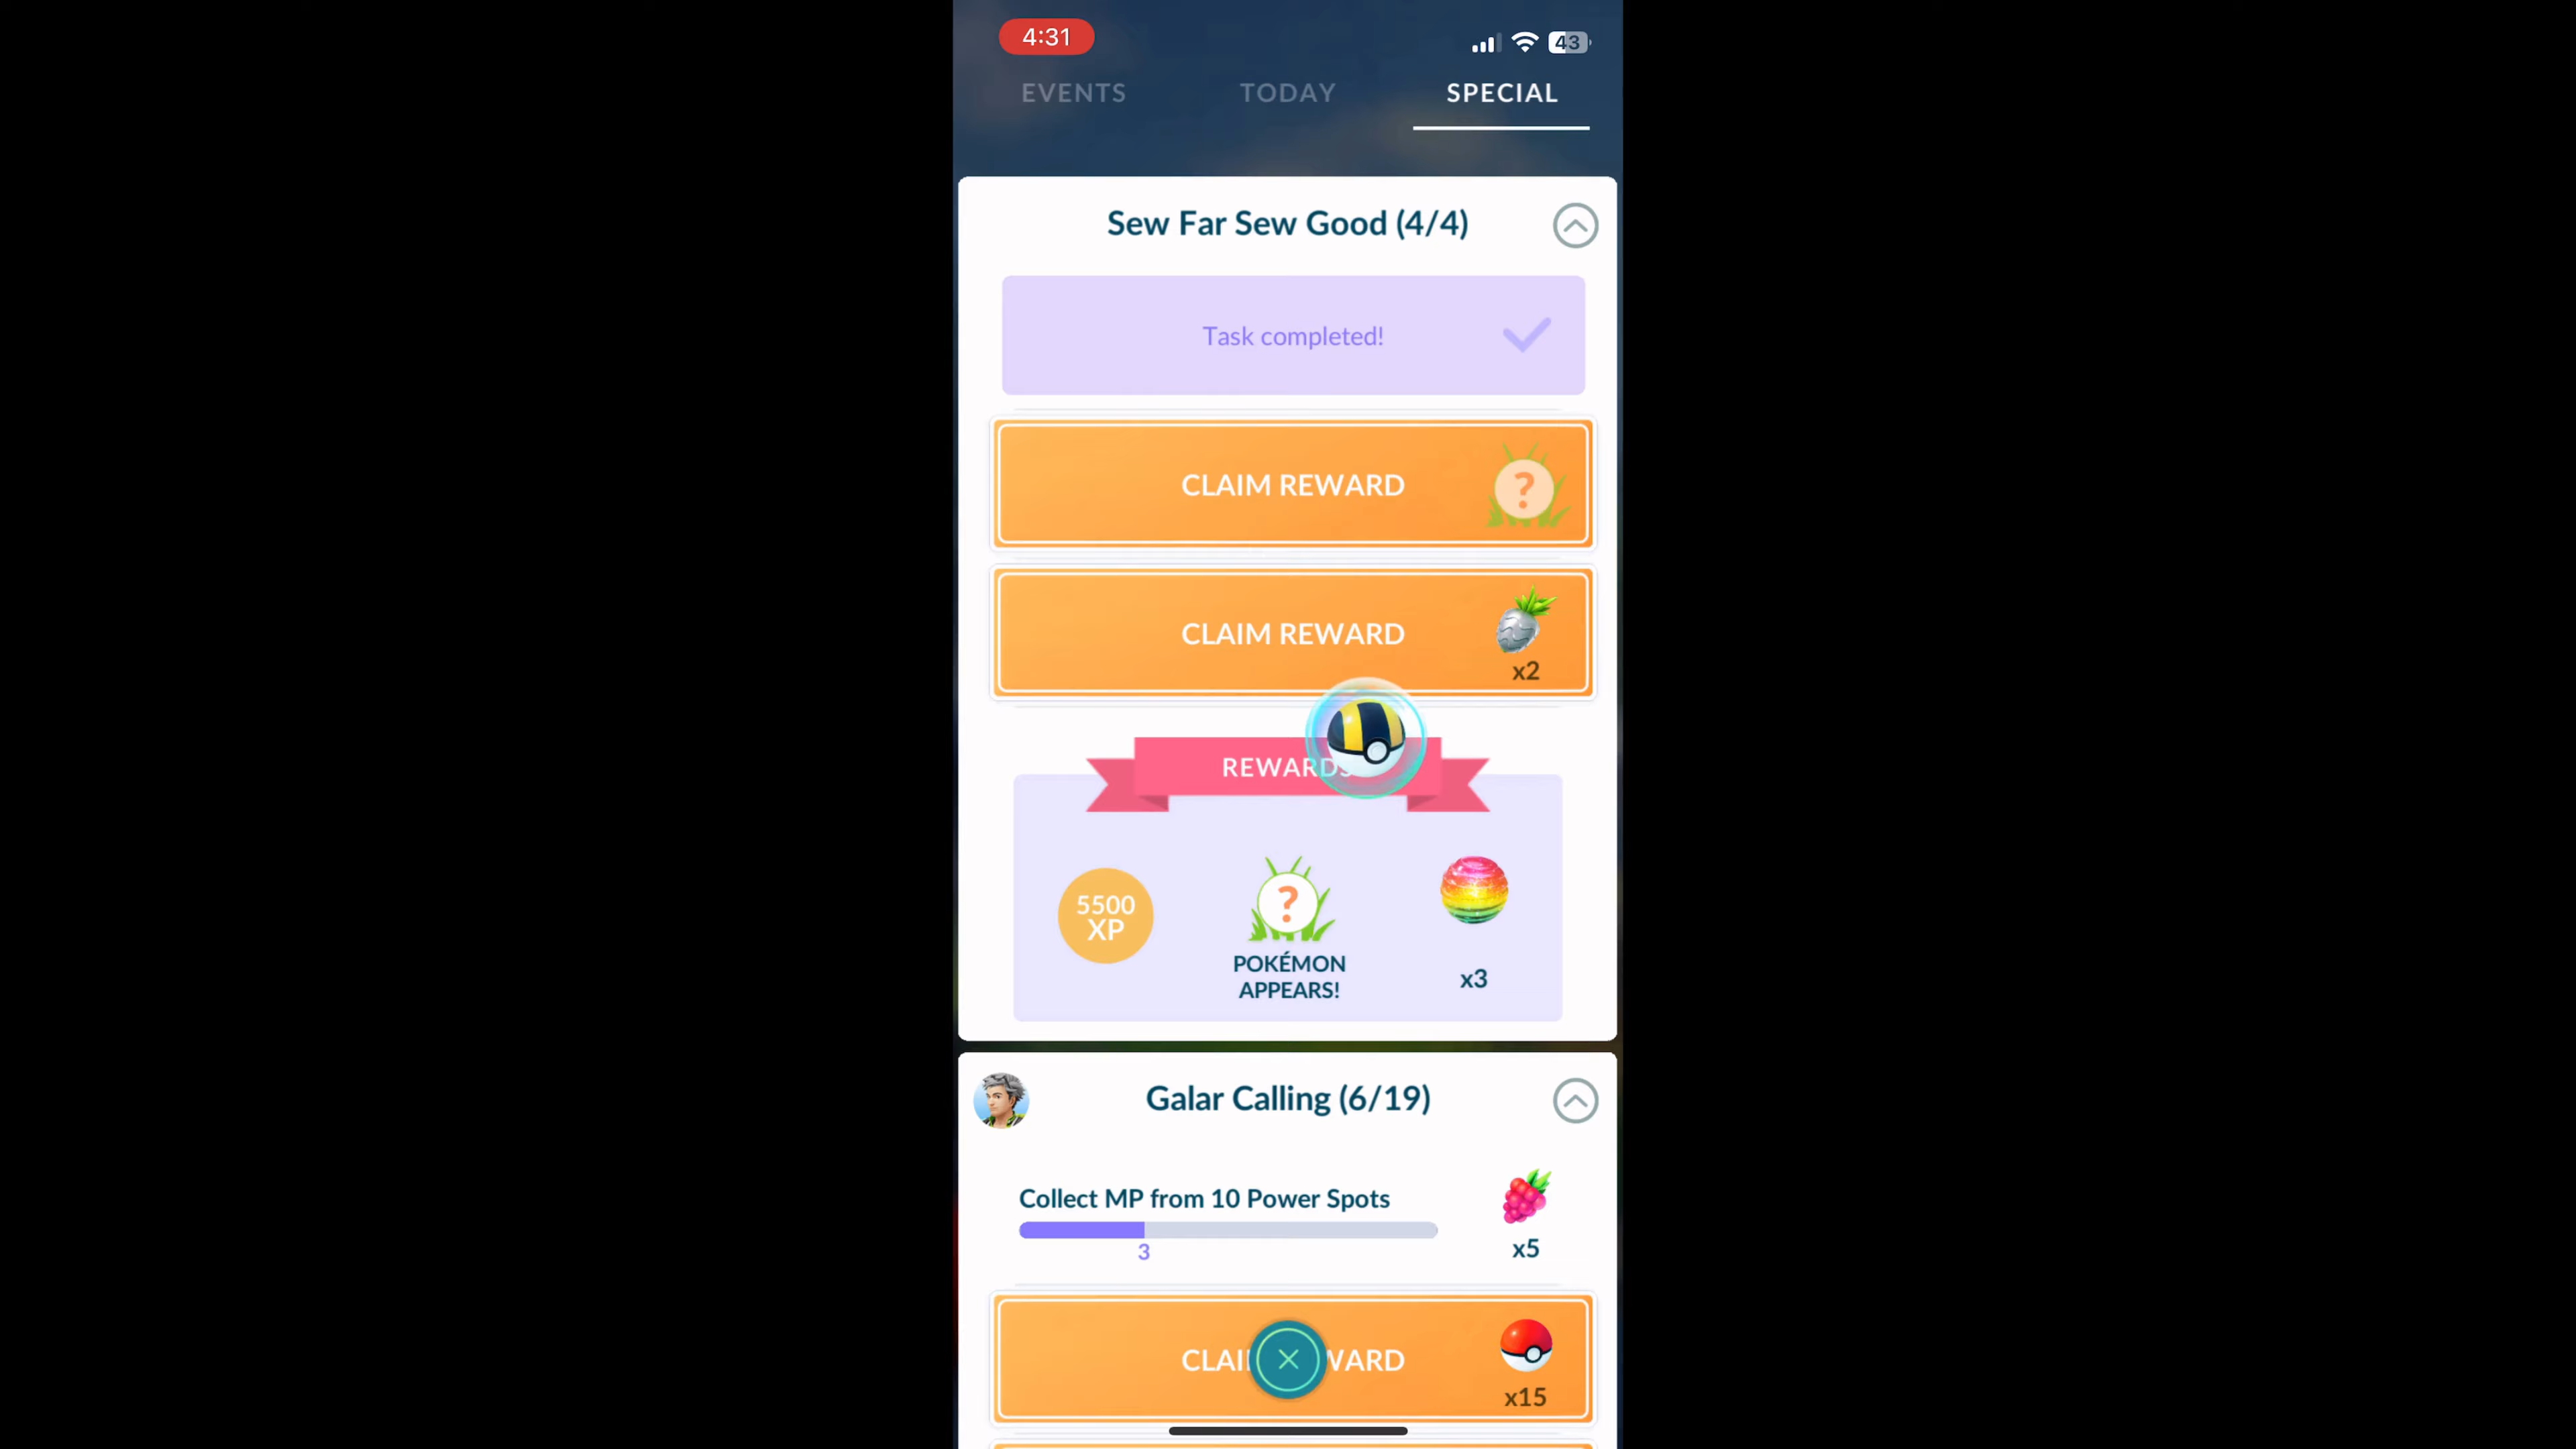 4:31
43
EVENTS TODAY SPECIAL
Sew Far Sew Good (4/4)
Task completed!
CLAIM REWARD
?
CLAIM REWARD
x2
REWARDS
5500
XP
?
POKÉMON
APPEARS!
x3
Galar Calling (6/19)
Collect MP from 10 Power Spots
3
x5
CLAIM REWARD
x15